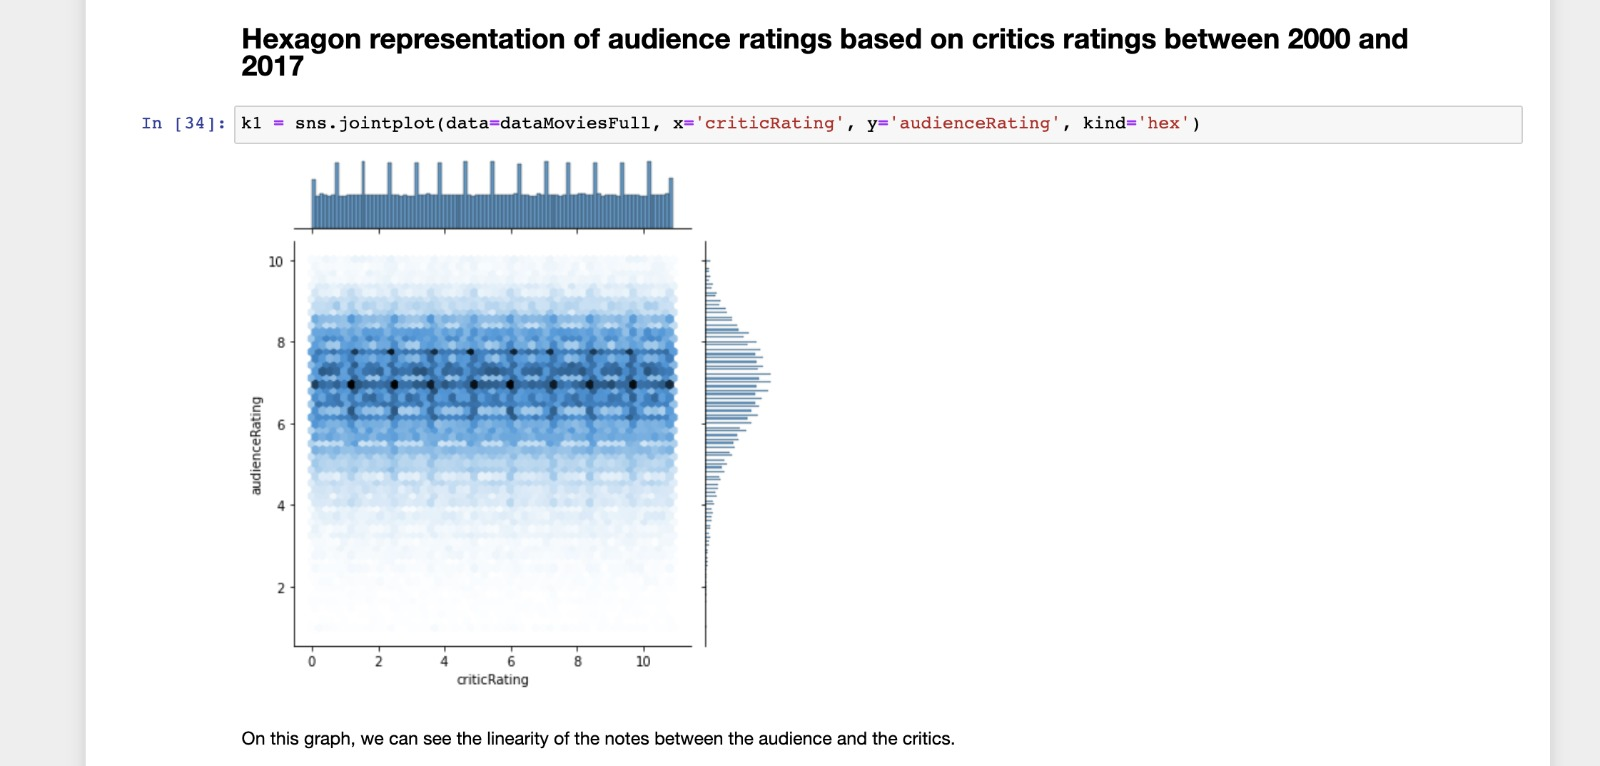 Hexagon representation of audience ratings based on critics ratings between 2000 and
2017
In [34]: k1 = sns.jointplot(data=dataMoviesFull, x='criticRating', y='audienceRating', kind='hex')
10
8
6
4
2
audienceRating
0 2 4 6 8 10
criticRating
On this graph, we can see the linearity of the notes between the audience and the critics.